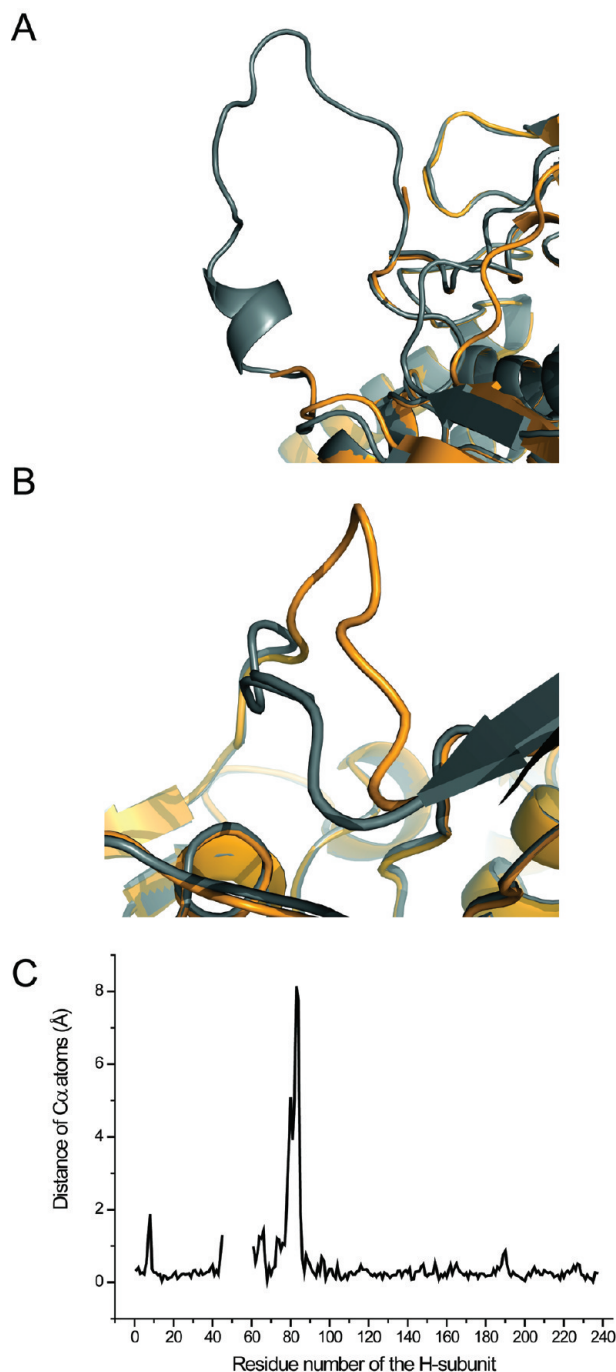 A
B
C
Distance of Cα atoms (Å)
8
6
4
2
0
0 20 40 60 80 100 120 140 160 180 200 220 240
Residue number of the H-subunit